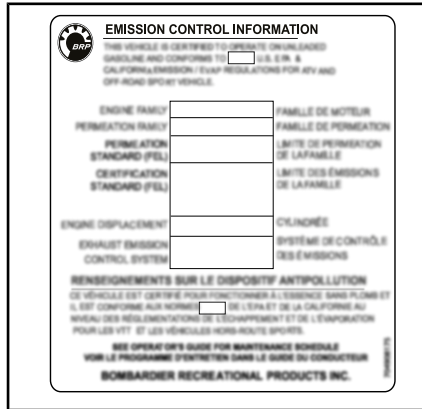 BRP
EMISSION CONTROL INFORMATION
THIS VEHICLE IS CERTIFIED TO OPERATE ON UNLEADED
GASOLINE AND CONFORMS TO U.S. EPA &
CALIFORNIA EMISSION / EVAP REGULATIONS FOR ATV AND
OFF-ROAD SPORT VEHICLE.
ENGINE FAMILY FAMILLE DE MOTEUR
PERMEATION FAMILY FAMILLE DE PERMEATION
PERMEATION LIMITE DE PERMEATION
STANDARD (FEL) DE LA FAMILLE
CERTIFICATION LIMITE DES ÉMISSIONS
STANDARD (FEL) DE LA FAMILLE
ENGINE DISPLACEMENT CYLINDRÉE
EXHAUST EMISSION SYSTÈME DE CONTRÔLE
CONTROL SYSTEM DES ÉMISSIONS
RENSEIGNEMENTS SUR LE DISPOSITIF ANTIPOLLUTION
CE VÉHICULE EST CERTIFIÉ POUR FONCTIONNER À L'ESSENCE SANS PLOMB ET
IL EST CONFORME AUX NORMES DE L'EPA ET DE LA CALIFORNIE AU
NIVEAU DES RÉGLEMENTATIONS DE L'ÉCHAPPEMENT ET DE L'ÉVAPORATION
POUR LES VTT ET LES VÉHICULES HORS-ROUTE SPORTS.
SEE OPERATOR'S GUIDE FOR MAINTENANCE SCHEDULE
VOIR LE PROGRAMME D'ENTRETIEN DANS LE GUIDE DU CONDUCTEUR
BOMBARDIER RECREATIONAL PRODUCTS INC.